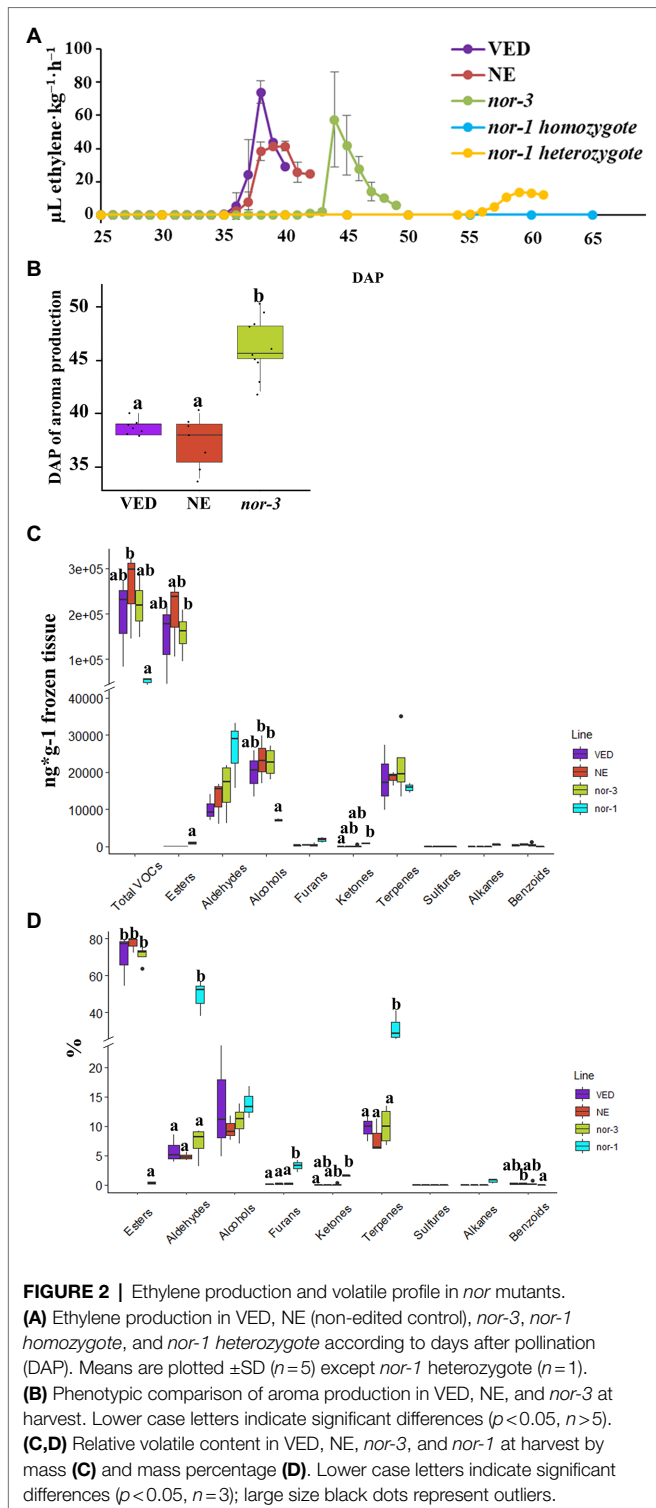 A
VED
NE
nor-3
nor-1 homozygote
nor-1 heterozygote
µL ethylene·kg⁻¹·h⁻¹
100
80
60
40
20
0
25 30 35 40 45 50 55 60 65
DAP
B
DAP of aroma production
50
45
40
35
a a b
VED NE nor-3
C
ng*g-1 frozen tissue
3e+05
2e+05
1e+05
40000
30000
20000
10000
0
ab b ab a
ab ab b a
ab b b a
a ab ab b
Line
VED
NE
nor-3
nor-1
Total VOCs Esters Aldehydes Alcohols Furans Ketones Terpenes Sulfures Alkanes Benzoids
D
%
80
60
40
15
10
5
0
b b b a
a a a b
a a a b
a ab ab b
a a a b
ab b ab a
Line
VED
NE
nor-3
nor-1
Esters Aldehydes Alcohols Furans Ketones Terpenes Sulfures Alkanes Benzoids
FIGURE 2 | Ethylene production and volatile profile in nor mutants.
(A) Ethylene production in VED, NE (non-edited control), nor-3, nor-1
homozygote, and nor-1 heterozygote according to days after pollination
(DAP). Means are plotted ±SD (n=5) except nor-1 heterozygote (n=1).
(B) Phenotypic comparison of aroma production in VED, NE, and nor-3 at
harvest. Lower case letters indicate significant differences (p<0.05, n>5).
(C,D) Relative volatile content in VED, NE, nor-3, and nor-1 at harvest by
mass (C) and mass percentage (D). Lower case letters indicate significant
differences (p<0.05, n=3); large size black dots represent outliers.